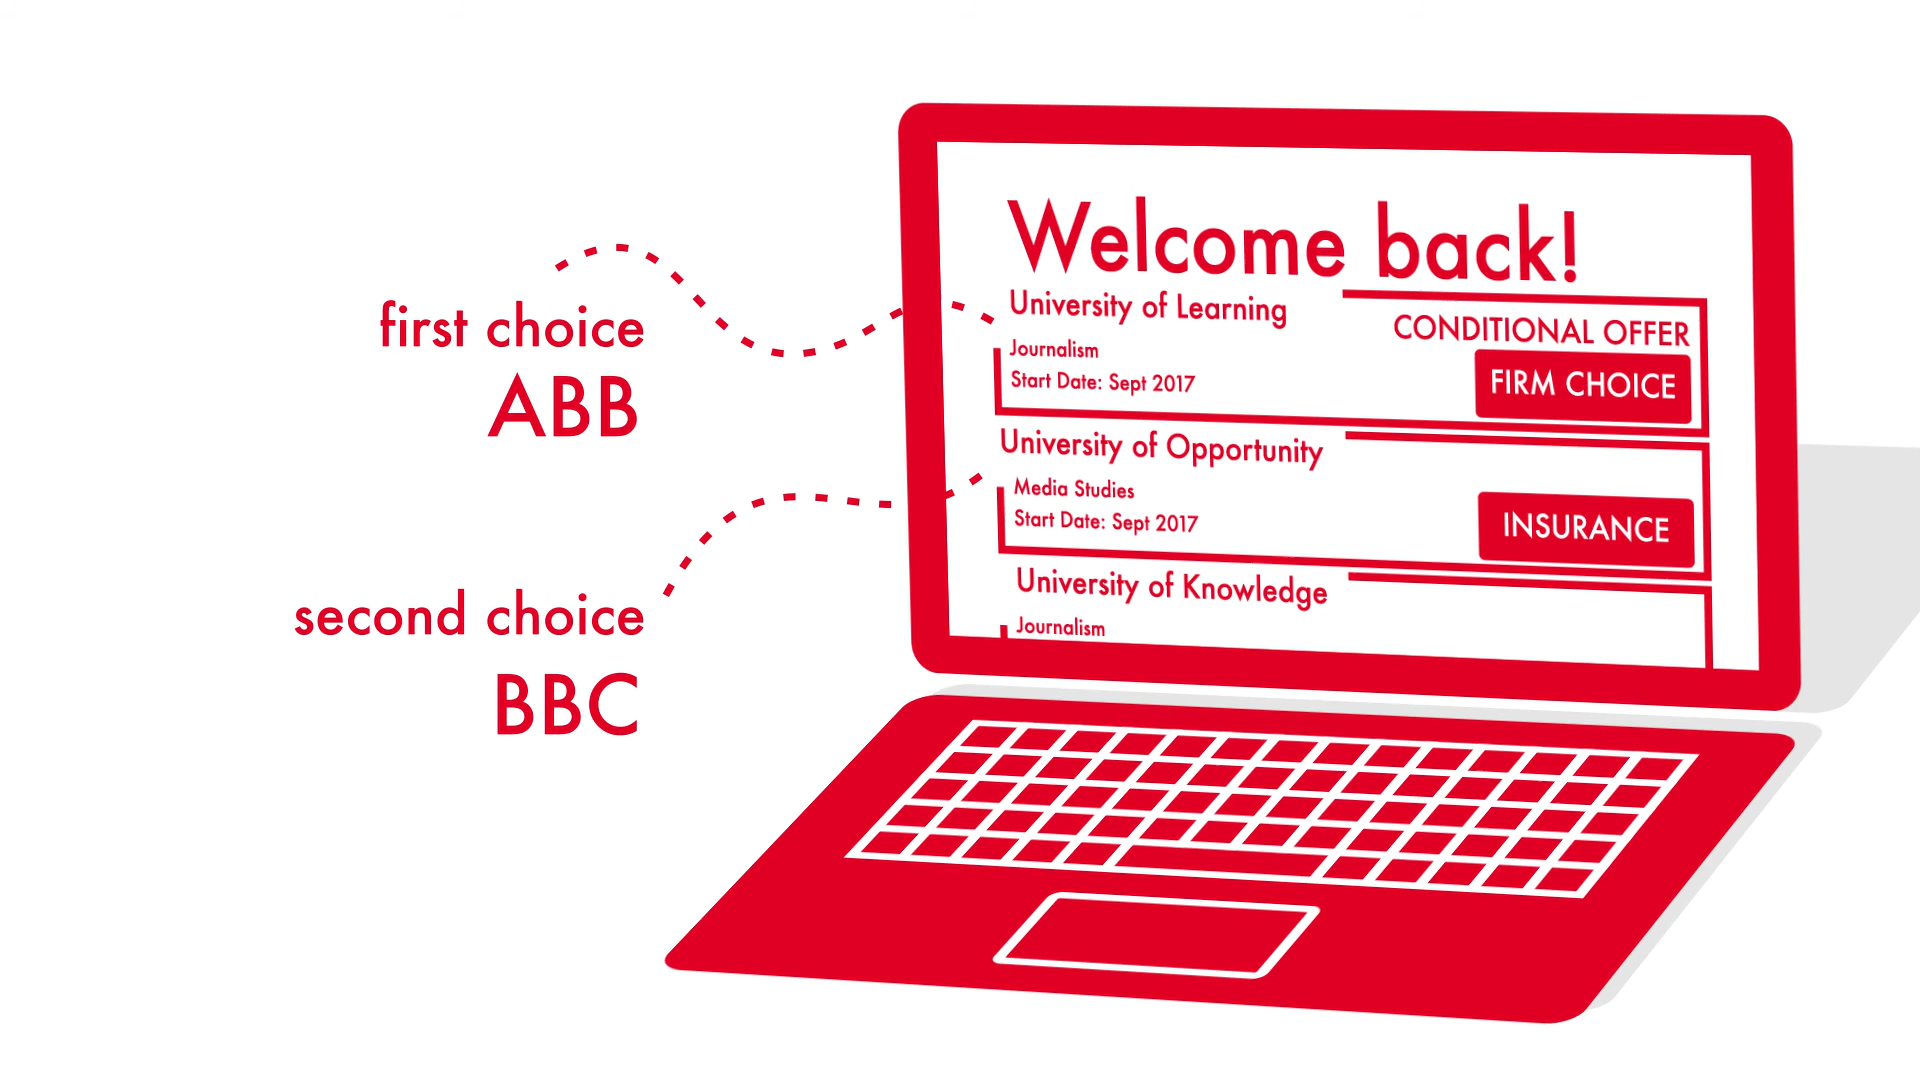 first choice
ABB
second choice
BBC
Welcome back!
University of Learning
CONDITIONAL OFFER
Journalism
Start Date: Sept 2017
FIRM CHOICE
University of Opportunity
Media Studies
Start Date: Sept 2017
INSURANCE
University of Knowledge
Journalism